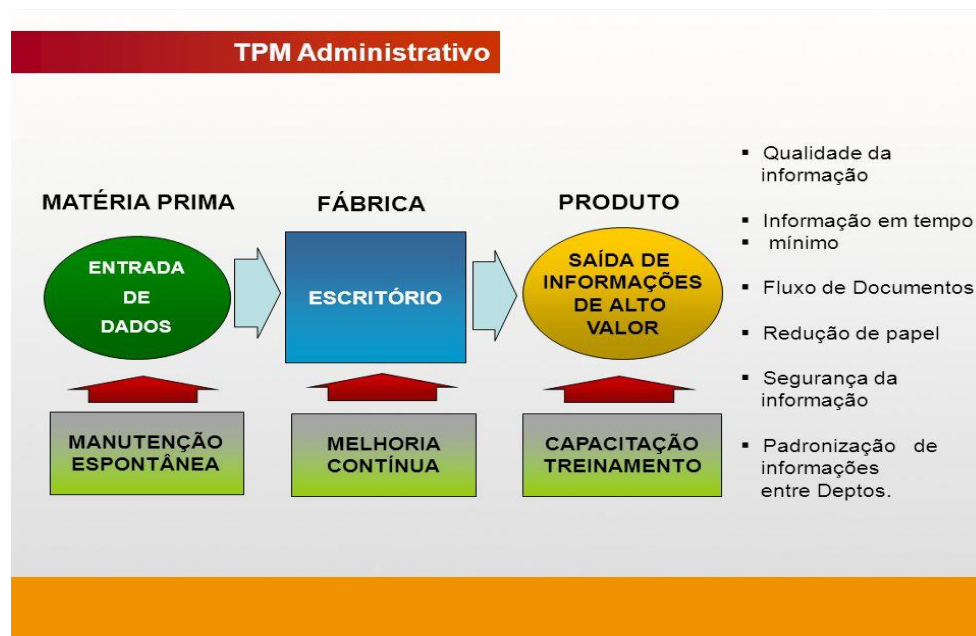 TPM Administrativo
MATÉRIA PRIMA
FÁBRICA
PRODUTO
ENTRADA
DE
DADOS
ESCRITÓRIO
SAÍDA DE
INFORMAÇÕES
DE ALTO
VALOR
MANUTENÇÃO
ESPONTÂNEA
MELHORIA
CONTÍNUA
CAPACITAÇÃO
TREINAMENTO
▪ Qualidade da
informação
▪ Informação em tempo
▪ mínimo
▪ Fluxo de Documentos
▪ Redução de papel
▪ Segurança da
informação
▪ Padronização de
informações
entre Deptos.